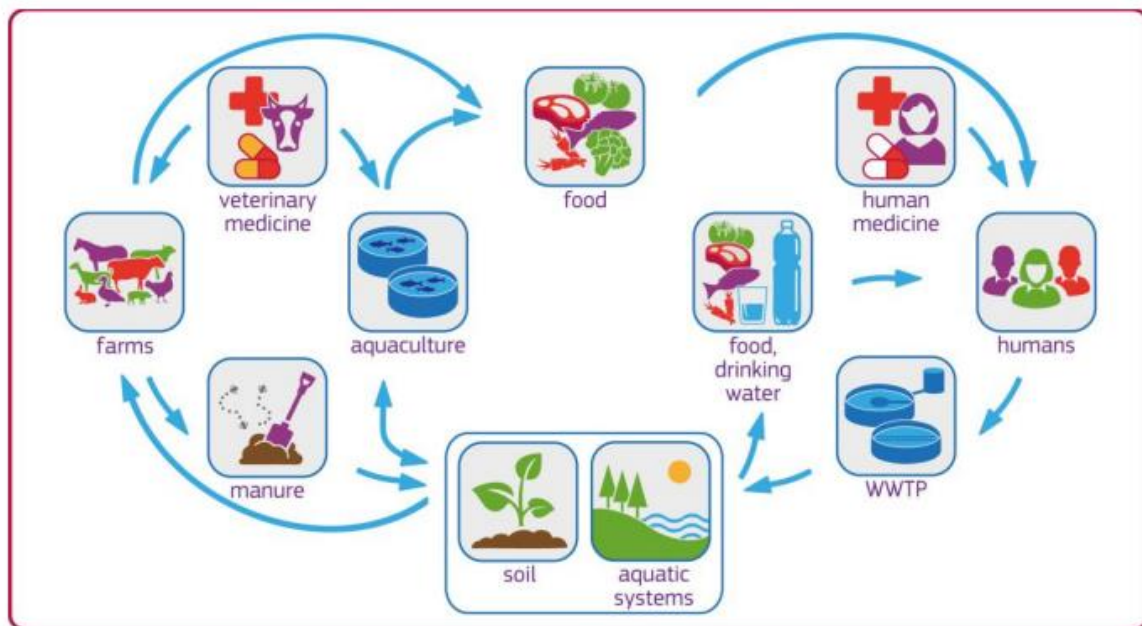 veterinary
medicine
food
human
medicine
farms
aquaculture
food,
drinking
water
humans
manure
WWTP
soil
aquatic
systems